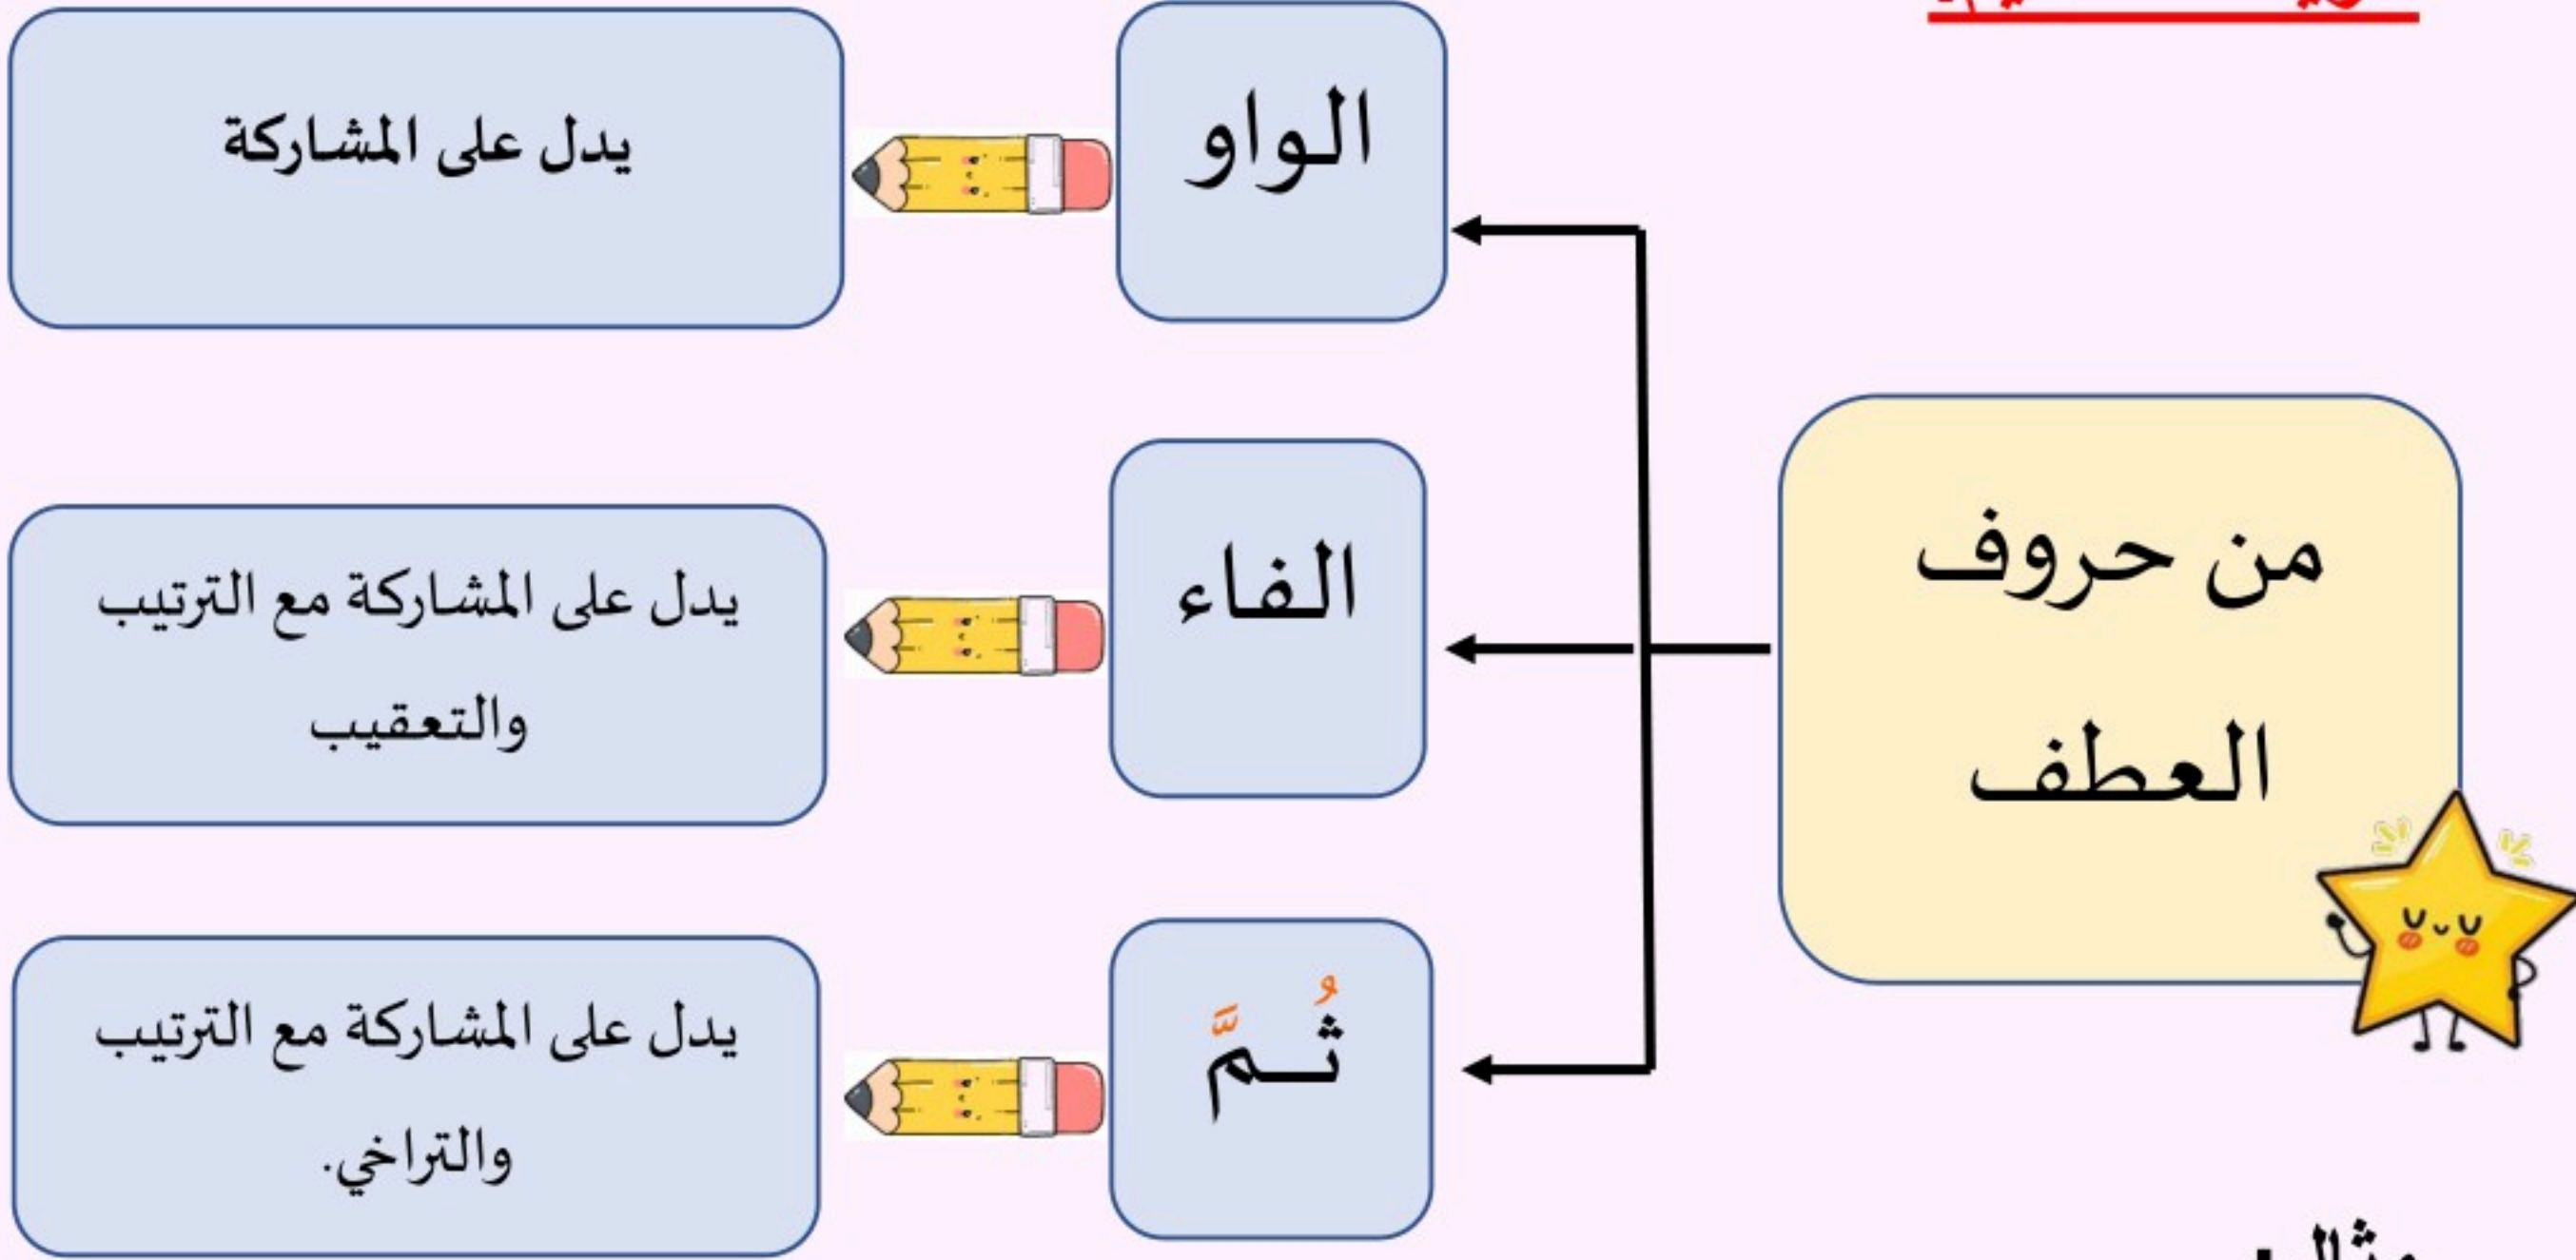 من حروف
العطف
الواو
يدل على المشاركة
الفاء
يدل على المشاركة مع الترتيب
والتعقيب
ثُمَّ
يدل على المشاركة مع الترتيب
والتراخي.